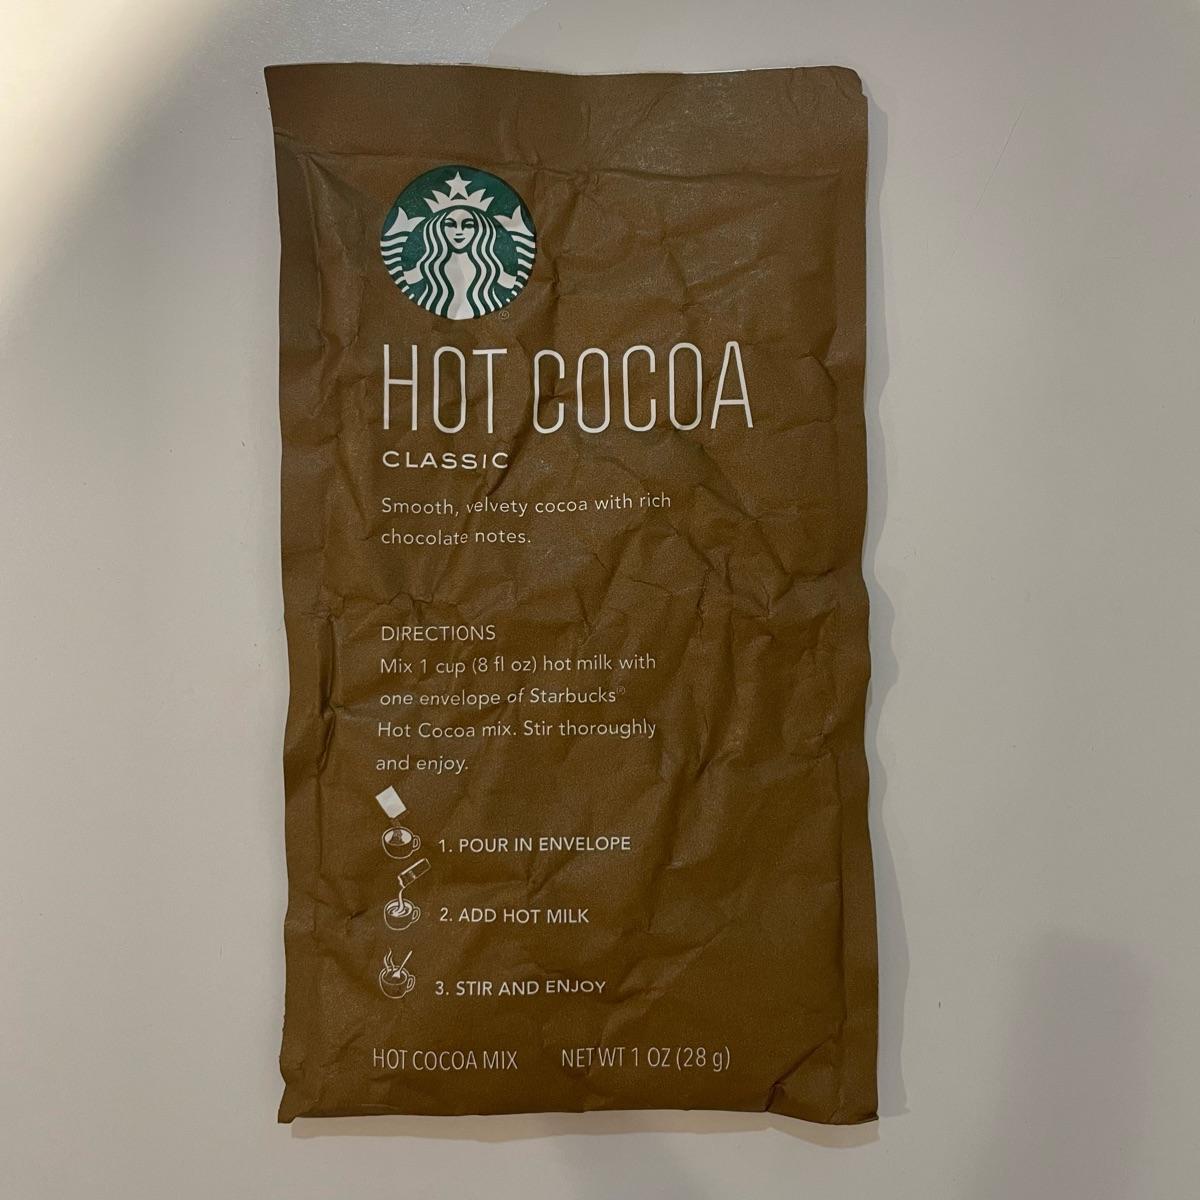 HOT COCOA
CLASSIC
Smooth, velvety cocoa with rich
chocolate notes.
DIRECTIONS
Mix 1 cup (8 fl oz) hot milk with
one envelope of Starbucks®
Hot Cocoa mix. Stir thoroughly
and enjoy.
1. POUR IN ENVELOPE
2. ADD HOT MILK
3. STIR AND ENJOY
HOT COCOA MIX NET WT 1 OZ (28 g)